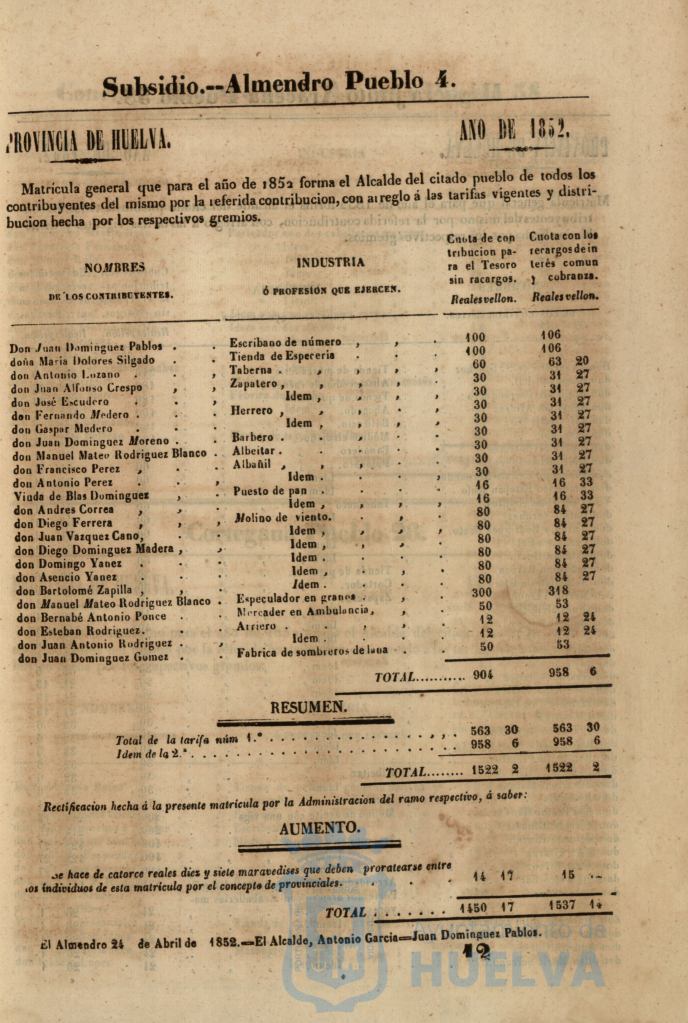 Subsidio.--Almendro Pueblo 4.
PROVINCIA DE HUELVA. AÑO DE 1852.
Matrícula general que para el año de 1852 forma el Alcalde del citado pueblo de todos los
contribuyentes del mismo por la referida contribucion, con arreglo á las tarifas vigentes y distri-
bucion hecha por los respectivos gremios.
NOMBRES
DE LOS CONTRIBUYENTES.
INDUSTRIA
Ó PROFESIÓN QUE EJERCEN.
Cuota de con
tribucion pa-
ra el Tesoro
sin racargos.
Reales vellon.
Cuota con los
recargos de in
terés comun
y cobranza.
Reales vellon.
Don Juan Dominguez Pablos . . Escribano de número , , . 100 106
doña Maria Dolores Silgado . . Tienda de Especeria . . . 100 106
don Antonio Lozano . , . Taberna . , , , . 60 63 20
don Juan Alfonso Crespo , , Zapatero , , , , , 30 31 27
don José Escudero . . Idem , , , . 30 31 27
don Fernando Medero . . . Herrero , , , . , 30 31 27
don Gaspar Medero . . Idem , , , . 30 31 27
don Juan Dominguez Moreno . . Barbero . . . . . 30 31 27
don Manuel Mateo Rodriguez Blanco . Albeitar . . . . . 30 31 27
don Francisco Perez , . Albañil , , . . . 30 31 27
don Antonio Perez . . Idem . . . , 30 31 27
Viuda de Blas Dominguez , . Puesto de pan . . . . 16 16 33
don Andres Correa , , . Idem , , . . 16 16 33
don Diego Ferrera , , . Molino de viento. . . . 80 84 27
don Juan Vazquez Cano, . . Idem , . . . 80 84 27
don Diego Dominguez Madera , , Idem , . . . 80 84 27
don Domingo Yanez . . Idem . . . . 80 84 27
don Asencio Yanez . . Idem , . . . 80 84 27
don Bartolomé Zapilla , , . Idem . . . . 80 84 27
don Manuel Mateo Rodriguez Blanco . Especulador en granos . , . 300 318
don Bernabé Antonio Ponce . . Mercader en Ambulancia, , . 50 53
don Esteban Rodriguez. . . Arriero . . , , . 12 12 24
don Juan Antonio Rodriguez . , Idem . . . . 12 12 24
don Juan Dominguez Gomez . . Fabrica de sombreros de lana . . 50 53
TOTAL........... 904 958 6
RESUMEN.
Total de la tarifa núm 1.ª . . . . . . . . . . . . . . . 563 30 563 30
Idem de la 2.ª . . . . . . . . . . . . . . . . . . 958 6 958 6
TOTAL........ 1522 2 1522 2
Rectificacion hecha á la presente matrícula por la Administracion del ramo respectivo, á saber:
AUMENTO.
Se hace de catorce reales diez y siete maravedises que deben proratearse entre
los individuos de esta matrícula por el concepto de provinciales. . . . 14 17 15
TOTAL . . . . . . . 1450 17 1537 14
El Almendro 24 de Abril de 1852.=El Alcalde, Antonio Garcia=Juan Dominguez Pablos.
12
HUELVA